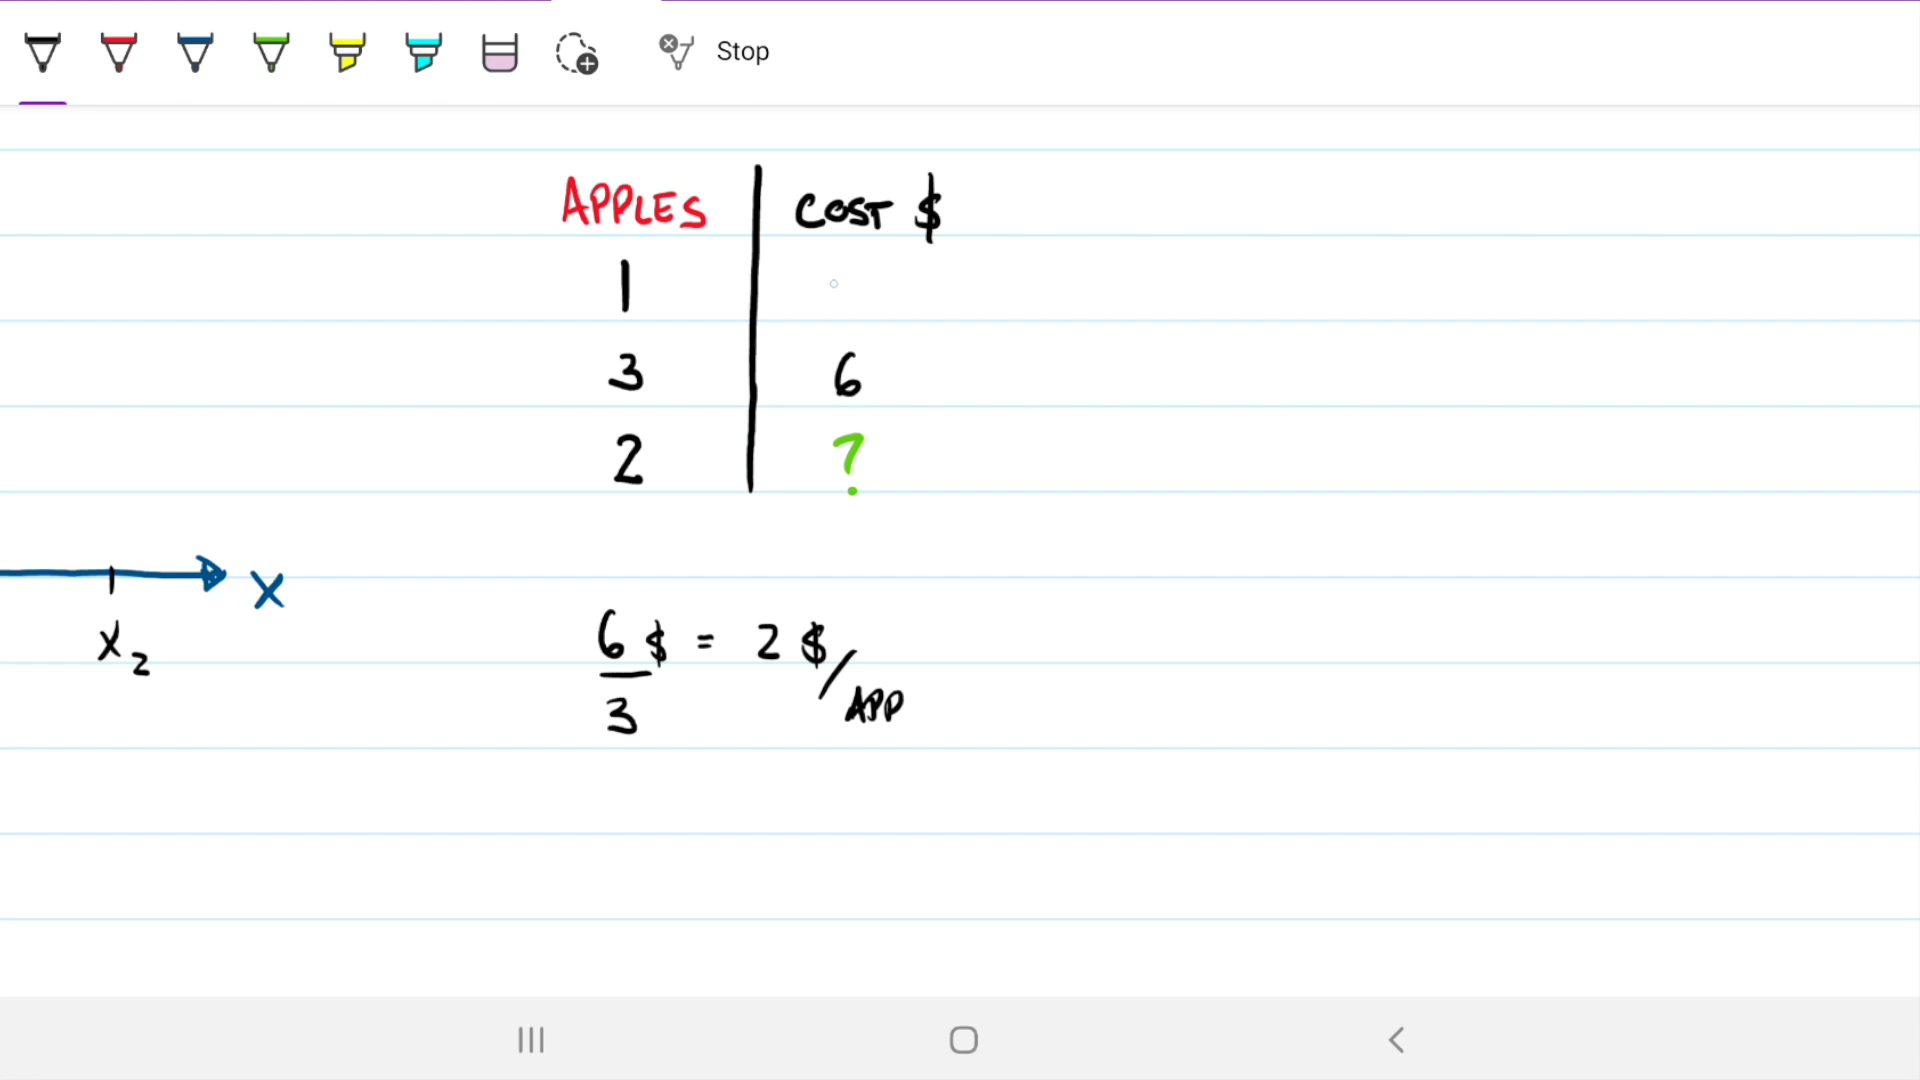 Stop
APPLES COST $
1
3 6
2 ?
X
X2
6 $ = 2 $/APP
3